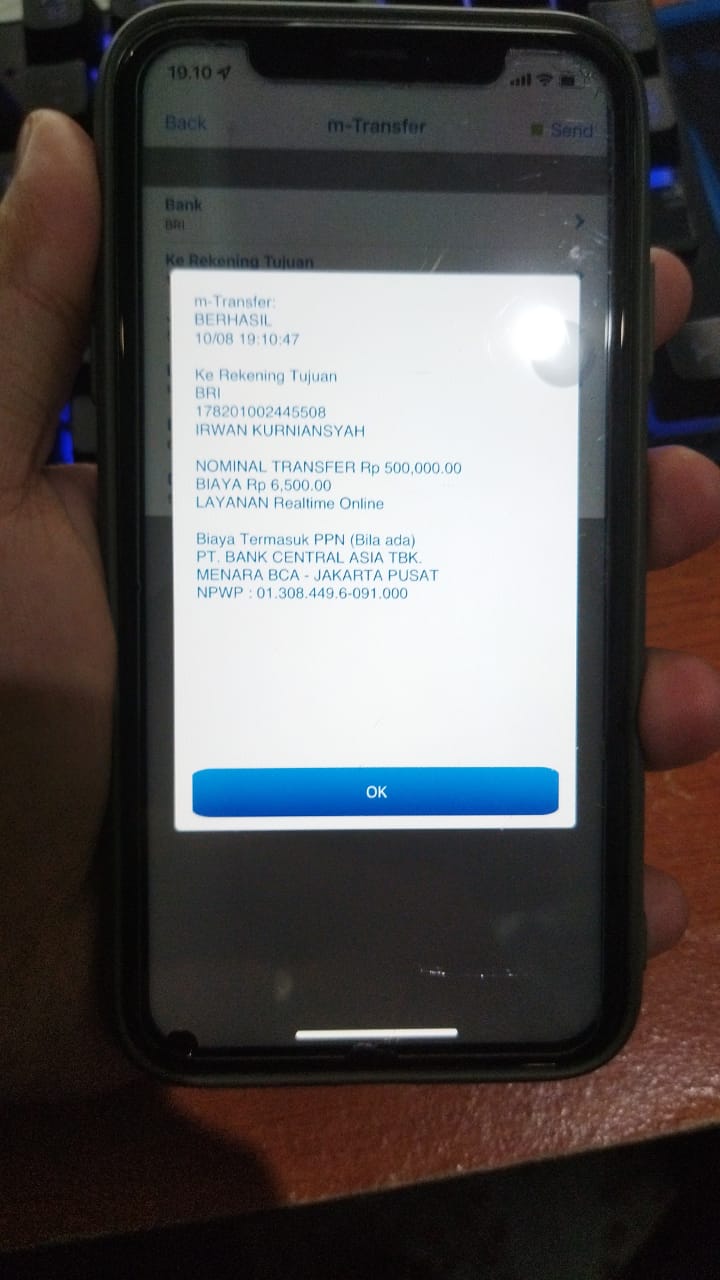 19.10
Back
m-Transfer
Send
Bank
BRI
Ke Rekening Tujuan
m-Transfer:
BERHASIL
10/08 19:10:47
Ke Rekening Tujuan
BRI
178201002445508
IRWAN KURNIANSYAH
NOMINAL TRANSFER Rp 500,000.00
BIAYA Rp 6,500.00
LAYANAN Realtime Online
Biaya Termasuk PPN (Bila ada)
PT. BANK CENTRAL ASIA TBK.
MENARA BCA - JAKARTA PUSAT
NPWP : 01.308.449.6-091.000
OK